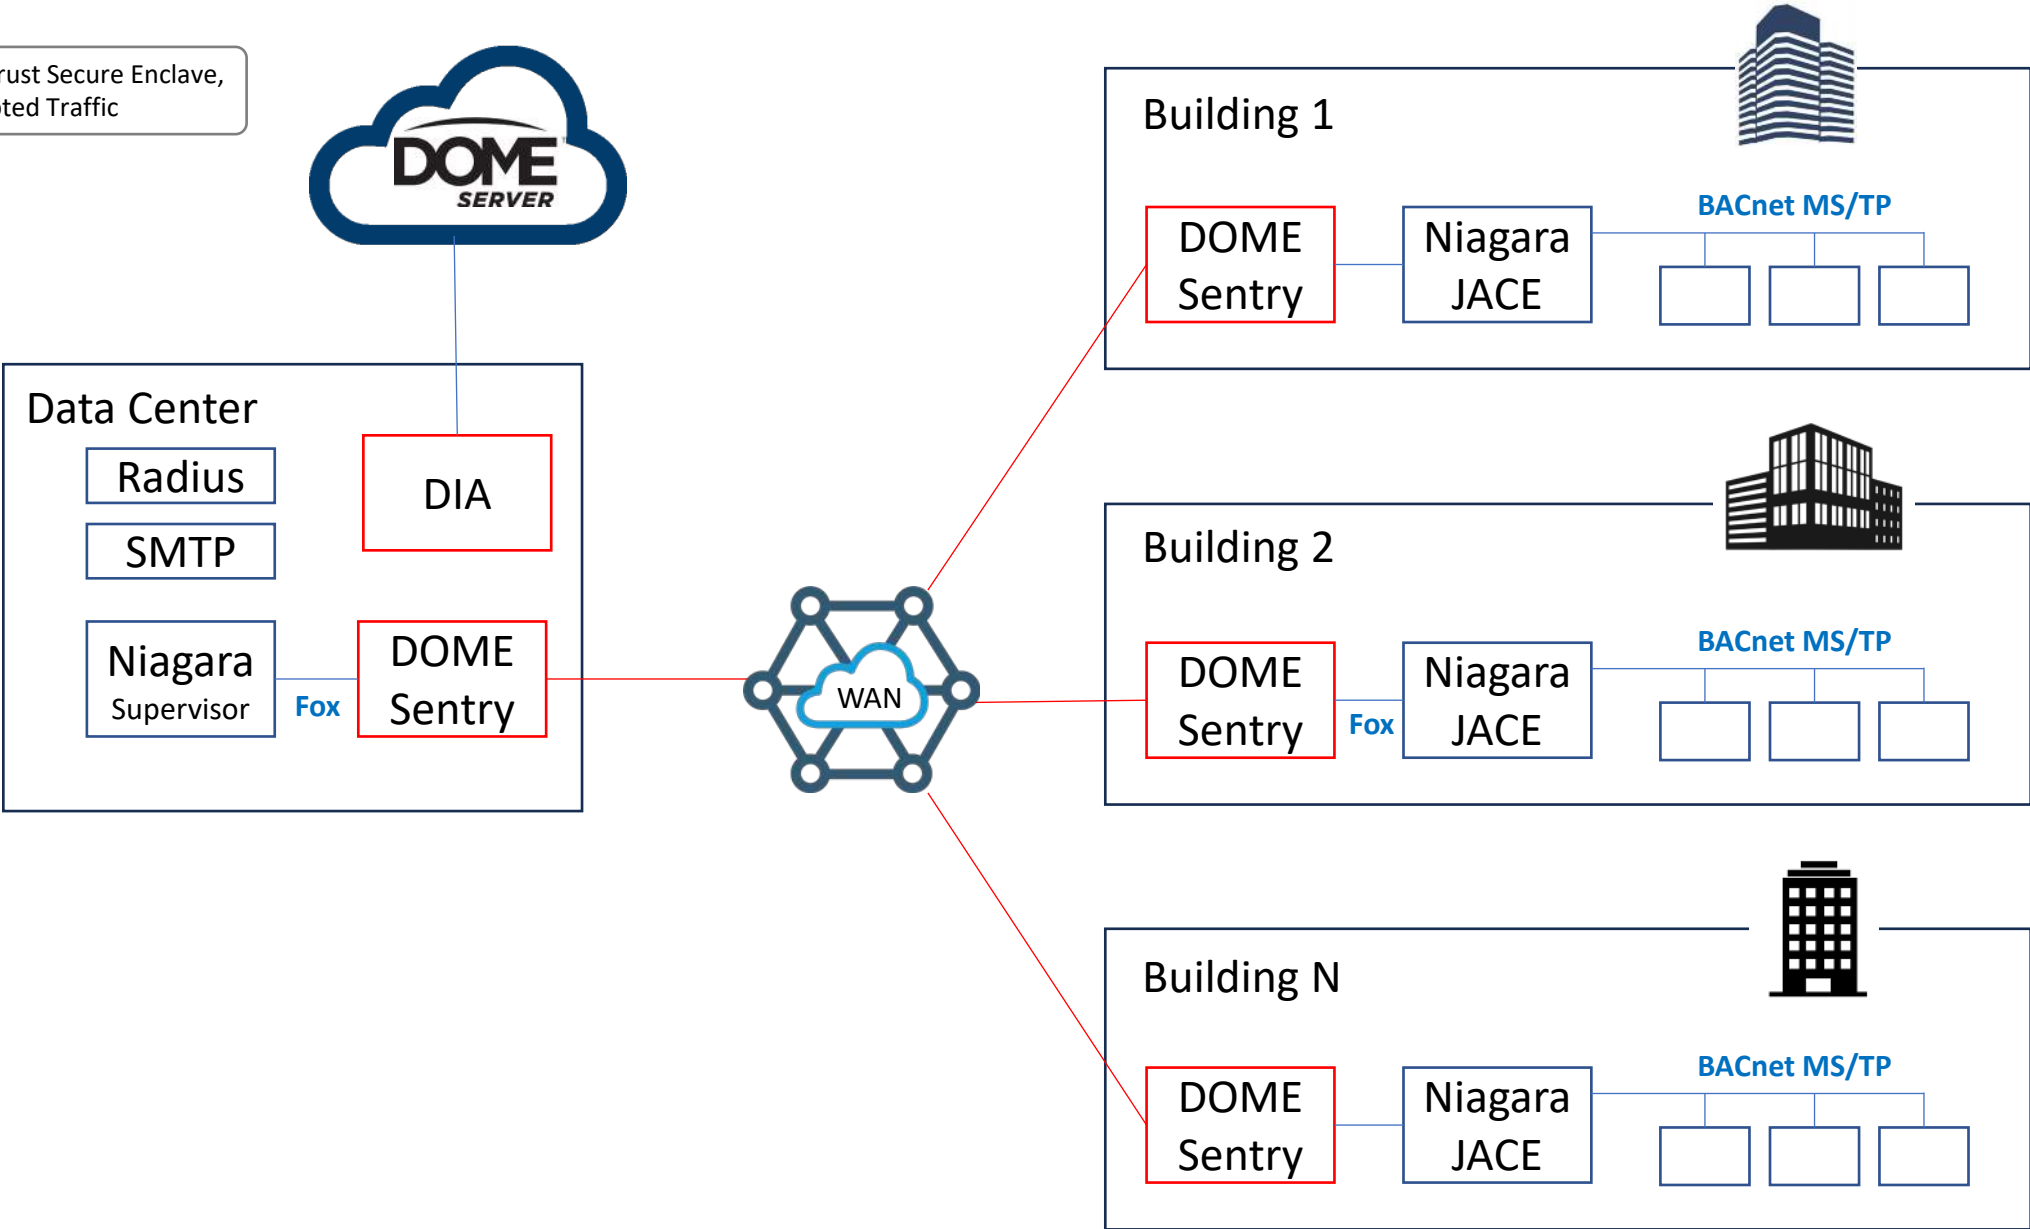 rust Secure Enclave,
oted Traffic
DOME
SERVER
Data Center
Radius
SMTP
DIA
Niagara
Supervisor
Fox
DOME
Sentry
WAN
Building 1
DOME
Sentry
Niagara
JACE
BACnet MS/TP
Building 2
DOME
Sentry
Fox
Niagara
JACE
BACnet MS/TP
Building N
DOME
Sentry
Niagara
JACE
BACnet MS/TP